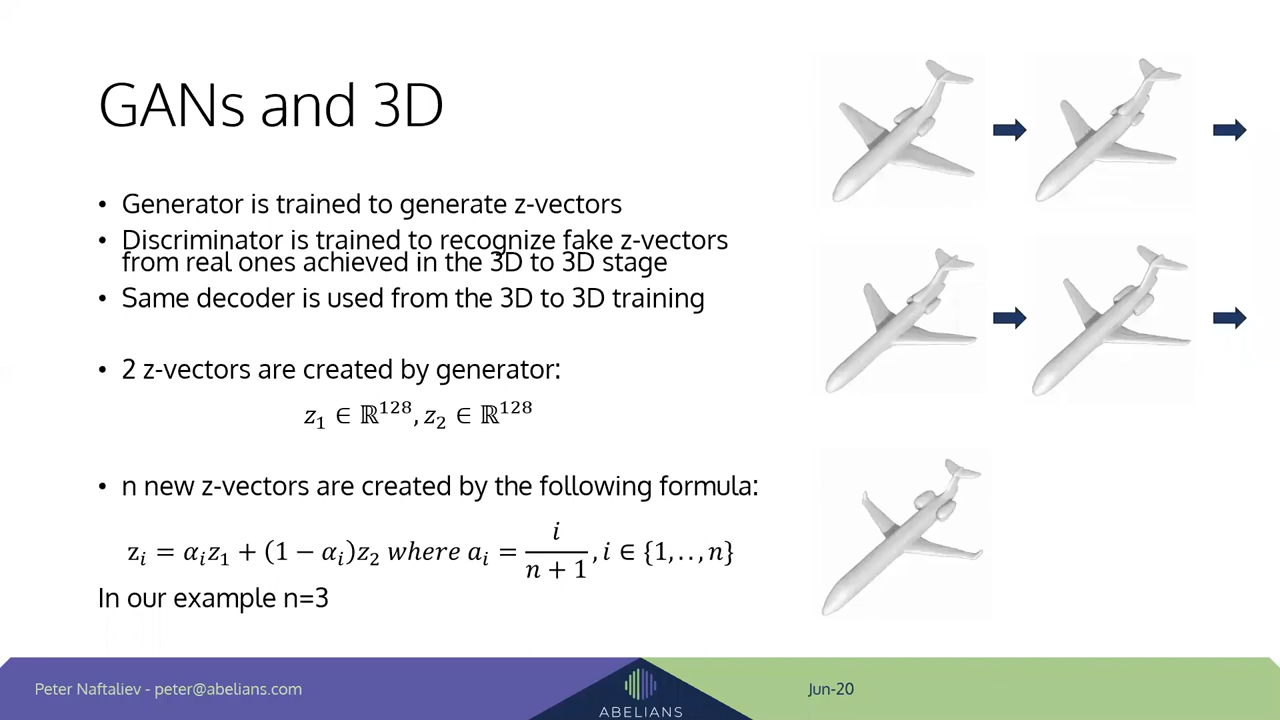 GANs and 3D
• Generator is trained to generate z-vectors
• Discriminator is trained to recognize fake z-vectors
from real ones achieved in the 3D to 3D stage
• Same decoder is used from the 3D to 3D training
• 2 z-vectors are created by generator:
z₁ ∈ ℝ¹²⁸, z₂ ∈ ℝ¹²⁸
• n new z-vectors are created by the following formula:
zᵢ = αᵢz₁ + (1 − αᵢ)z₂ where aᵢ = i/(n + 1), i ∈ {1, . . , n}
In our example n=3
Peter Naftaliev - peter@abelians.com
ABELIANS
Jun-20